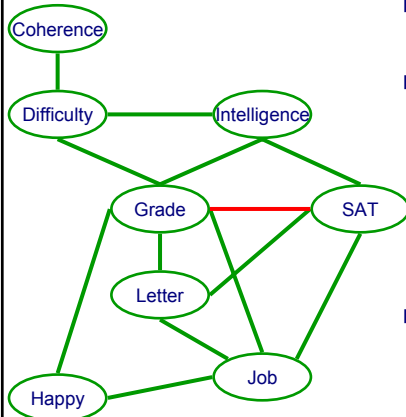 Coherence
Difficulty
Intelligence
Grade
SAT
Letter
Job
Happy